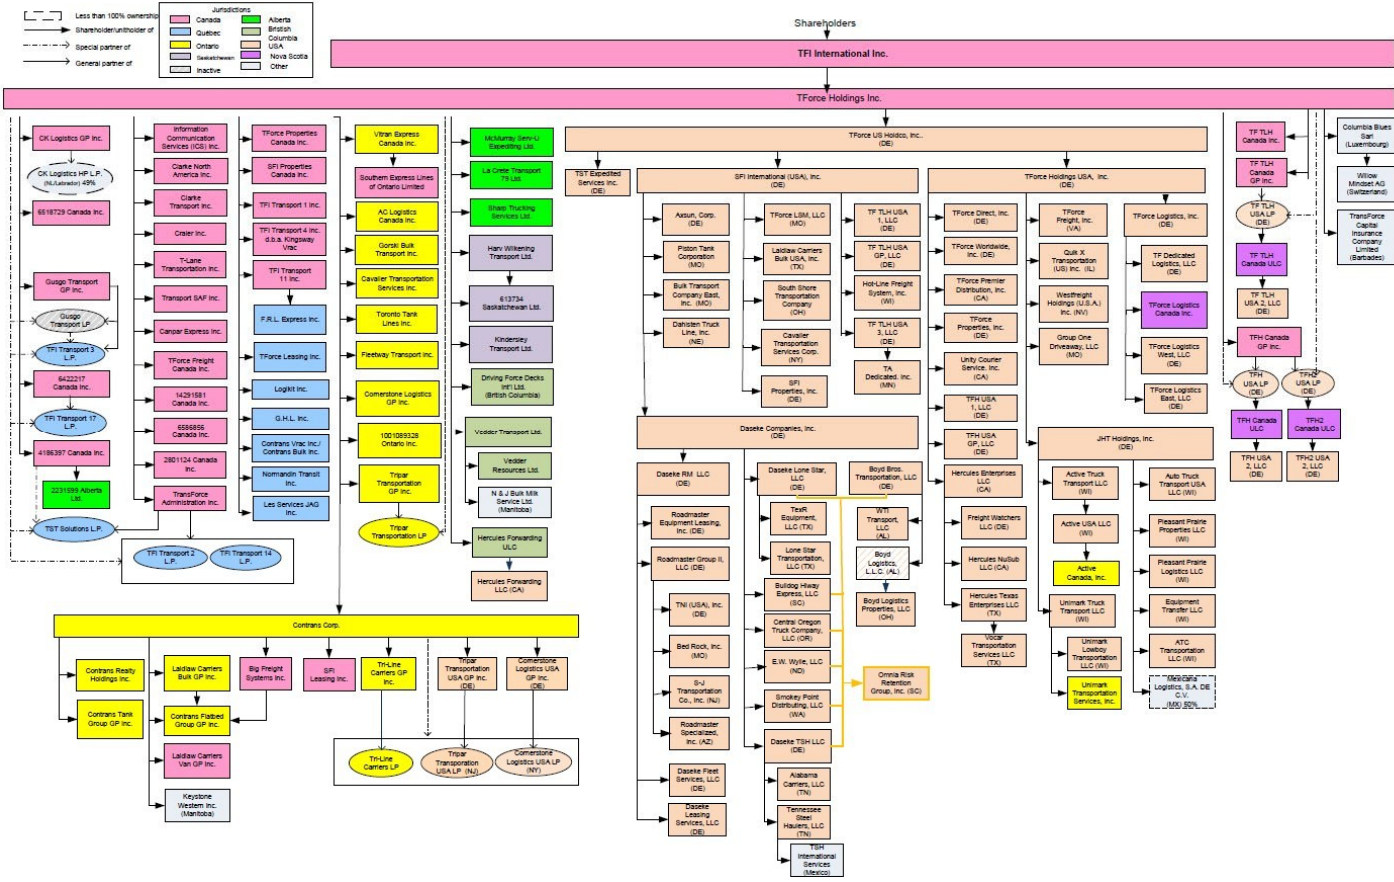 Less than 100% ownership
Shareholder/unitholder of
Special partner of
General partner of
Jurisdictions
Canada
Alberta
Québec
Bristish
Columbia
Ontario
USA
Saskatchewan
Nova Scotia
Inactive
Other
Shareholders
TFI International Inc.
TForce Holdings Inc.
CK Logistics GP Inc.
CK Logistics HP L.P.
(NL/Labrador) 49%
6518729 Canada Inc.
Gusgo Transport
GP Inc.
Gusgo
Transport LP
TFI Transport 3
L.P.
6422217
Canada Inc.
TFI Transport 17
L.P.
4186397 Canada Inc.
2231599 Alberta
Ltd.
TST Solutions L.P.
Information
Communication
Services (ICS) Inc.
Clarke North
America Inc.
Clarke
Transport Inc.
Craler Inc.
T-Lane
Transportation Inc.
Transport SAF Inc.
Canpar Express Inc.
TForce Freight
Canada Inc.
14291581
Canada Inc.
6586856
Canada Inc.
2801124 Canada
Inc.
TransForce
Administration Inc.
TFI Transport 2
L.P.
TFI Transport 14
L.P.
TForce Properties
Canada Inc.
SFI Properties
Canada Inc.
TFI Transport 1 Inc.
TFI Transport 4 Inc.
d.b.a. Kingsway
Vrac
TFI Transport
11 Inc.
F.R.L. Express Inc.
TForce Leasing Inc.
Logikit Inc.
G.H.L. Inc.
Contrans Vrac Inc./
Contrans Bulk Inc.
Normandin Transit
Inc.
Les Services JAG
Inc.
Vitran Express
Canada Inc.
Southern Express Lines
of Ontario Limited
AC Logistics
Canada Inc.
Gorski Bulk
Transport Inc.
Cavalier Transportation
Services Inc.
Toronto Tank
Lines Inc.
Fleetway Transport Inc.
Cornerstone Logistics
GP Inc.
1001089328
Ontario Inc.
Tripar
Transportation
GP Inc.
Tripar
Transportation LP
McMurray Serv-U
Expediting Ltd.
La Crete Transport
79 Ltd.
Sharp Trucking
Services Ltd.
Harv Wilkening
Transport Ltd.
613734
Saskatchewan Ltd.
Kindersley
Transport Ltd.
Driving Force Decks
Int'l Ltd.
(British Columbia)
Vedder Transport Ltd.
Vedder
Resources Ltd.
N & J Bulk Milk
Service Ltd.
(Manitoba)
Hercules Forwarding
ULC
Hercules Forwarding
LLC (CA)
Contrans Corp.
Contrans Realty
Holdings Inc.
Contrans Tank
Group GP Inc.
Laidlaw Carriers
Bulk GP Inc.
Contrans Flatbed
Group GP Inc.
Laidlaw Carriers
Van GP Inc.
Keystone
Western Inc.
(Manitoba)
Big Freight
Systems Inc.
SFI
Leasing Inc.
Tri-Line
Carriers GP
Inc.
Tripar
Transportation
USA GP Inc.
(DE)
Cornerstone
Logistics USA
GP Inc.
(DE)
Tri-Line
Carriers LP
Tripar
Transporation
USA LP (NJ)
Cornerstone
Logistics USA LP
(NY)
TForce US Holdco, Inc..
(DE)
TST Expedited
Services Inc.
(DE)
SFI International (USA), Inc.
(DE)
Axsun, Corp.
(DE)
Piston Tank
Corporation
(MO)
Bulk Transport
Company East,
Inc. (MO)
Dahlsten Truck
Line, Inc.
(NE)
TForce LSM, LLC
(MO)
Laidlaw Carriers
Bulk USA, Inc.
(TX)
South Shore
Transportation
Company
(OH)
Cavalier
Transportation
Services Corp.
(NY)
SFI
Properties, Inc.
(DE)
TF TLH USA
1, LLC
(DE)
TF TLH USA
GP, LLC
(DE)
Hot-Line Freight
System, Inc.
(WI)
TF TLH USA
3, LLC
(DE)
TA
Dedicated, Inc.
(MN)
Daseke Companies, Inc.
(DE)
Daseke RM LLC
(DE)
Roadmaster
Equipment Leasing,
Inc. (DE)
Roadmaster Group II,
LLC (DE)
TNI (USA), Inc.
(DE)
Bed Rock, Inc.
(MO)
S-J
Transportation
Co., Inc. (NJ)
Roadmaster
Specialized,
Inc. (AZ)
Daseke Fleet
Services, LLC
(DE)
Daseke
Leasing
Services, LLC
(DE)
Daseke Lone Star,
LLC
(DE)
TexR
Equipment,
LLC (TX)
Lone Star
Transportation,
LLC (TX)
Bulldog Hiway
Express, LLC
(SC)
Central Oregon
Truck Company,
LLC (OR)
E.W. Wylie, LLC
(ND)
Smokey Point
Distributing, LLC
(WA)
Daseke TSH LLC
(DE)
Alabama
Carriers, LLC
(TN)
Tennessee
Steel
Haulers, LLC
(TN)
TSH
International
Services
(Mexico)
Boyd Bros.
Transportation, LLC
(DE)
WTI
Transport,
LLC
(AL)
Boyd
Logistics,
L.L.C. (AL)
Boyd Logistics
Properties, LLC
(OH)
Omnia Risk
Retention
Group, Inc. (SC)
TForce Holdings USA, Inc.
(DE)
TForce Direct, Inc.
(DE)
TForce Worldwide,
Inc. (DE)
TForce Premier
Distribution, Inc.
(CA)
TForce
Properties, Inc.
(DE)
Unity Courier
Service. Inc.
(CA)
TFH USA
1, LLC
(DE)
TFH USA
GP, LLC
(DE)
Hercules Enterprises
LLC
(CA)
Freight Watchers
LLC (DE)
Hercules NuSub
LLC (CA)
Hercules Texas
Enterprises LLC
(TX)
Vocar
Transportation
Services LLC
(TX)
TForce
Freight, Inc.
(VA)
Quik X
Transportation
(US) Inc. (IL)
Westfreight
Holdings (U.S.A.)
Inc. (NV)
Group One
Driveaway, LLC
(MO)
TForce Logistics, Inc.
(DE)
TF Dedicated
Logistics, LLC
(DE)
TForce Logistics
Canada Inc.
TForce Logistics
West, LLC
(DE)
TForce Logistics
East, LLC
(DE)
JHT Holdings, Inc.
(DE)
Active Truck
Transport LLC
(WI)
Active USA LLC
(WI)
Active
Canada, Inc.
Unimark Truck
Transport LLC
(WI)
Unimark
Lowboy
Transportation
LLC (WI)
Unimark
Transportation
Services, Inc.
Auto Truck
Transport USA
LLC (WI)
Pleasant Prairie
Properties LLC
(WI)
Pleasant Prairie
Logistics LLC
(WI)
Equipment
Transfer LLC
(WI)
ATC
Transportation
LLC (WI)
Mexicana
Logistics, S.A. DE
C.V.
(MX) 50%
TF TLH
Canada Inc.
TF TLH
Canada GP
Inc.
TF TLH
USA LP
(DE)
TF TLH
Canada ULC
TF TLH
USA 2, LLC
(DE)
TFH Canada
GP Inc.
TFH
USA LP
(DE)
TFH2
USA LP
(DE)
TFH Canada
ULC
TFH2
Canada ULC
TFH USA
2, LLC
(DE)
TFH2 USA
2, LLC
(DE)
Columbia Blues
Sarl
(Luxembourg)
Willow
Mindset AG
(Switzerland)
TransForce
Capital
Insurance
Company
Limited
(Barbades)